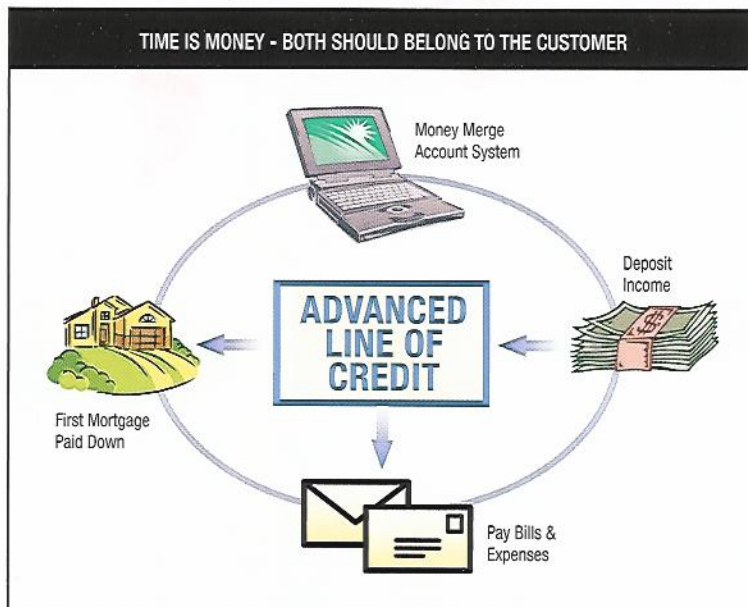 TIME IS MONEY - BOTH SHOULD BELONG TO THE CUSTOMER
Money Merge
Account System
Deposit
Income
ADVANCED
LINE OF
CREDIT
First Mortgage
Paid Down
Pay Bills &
Expenses